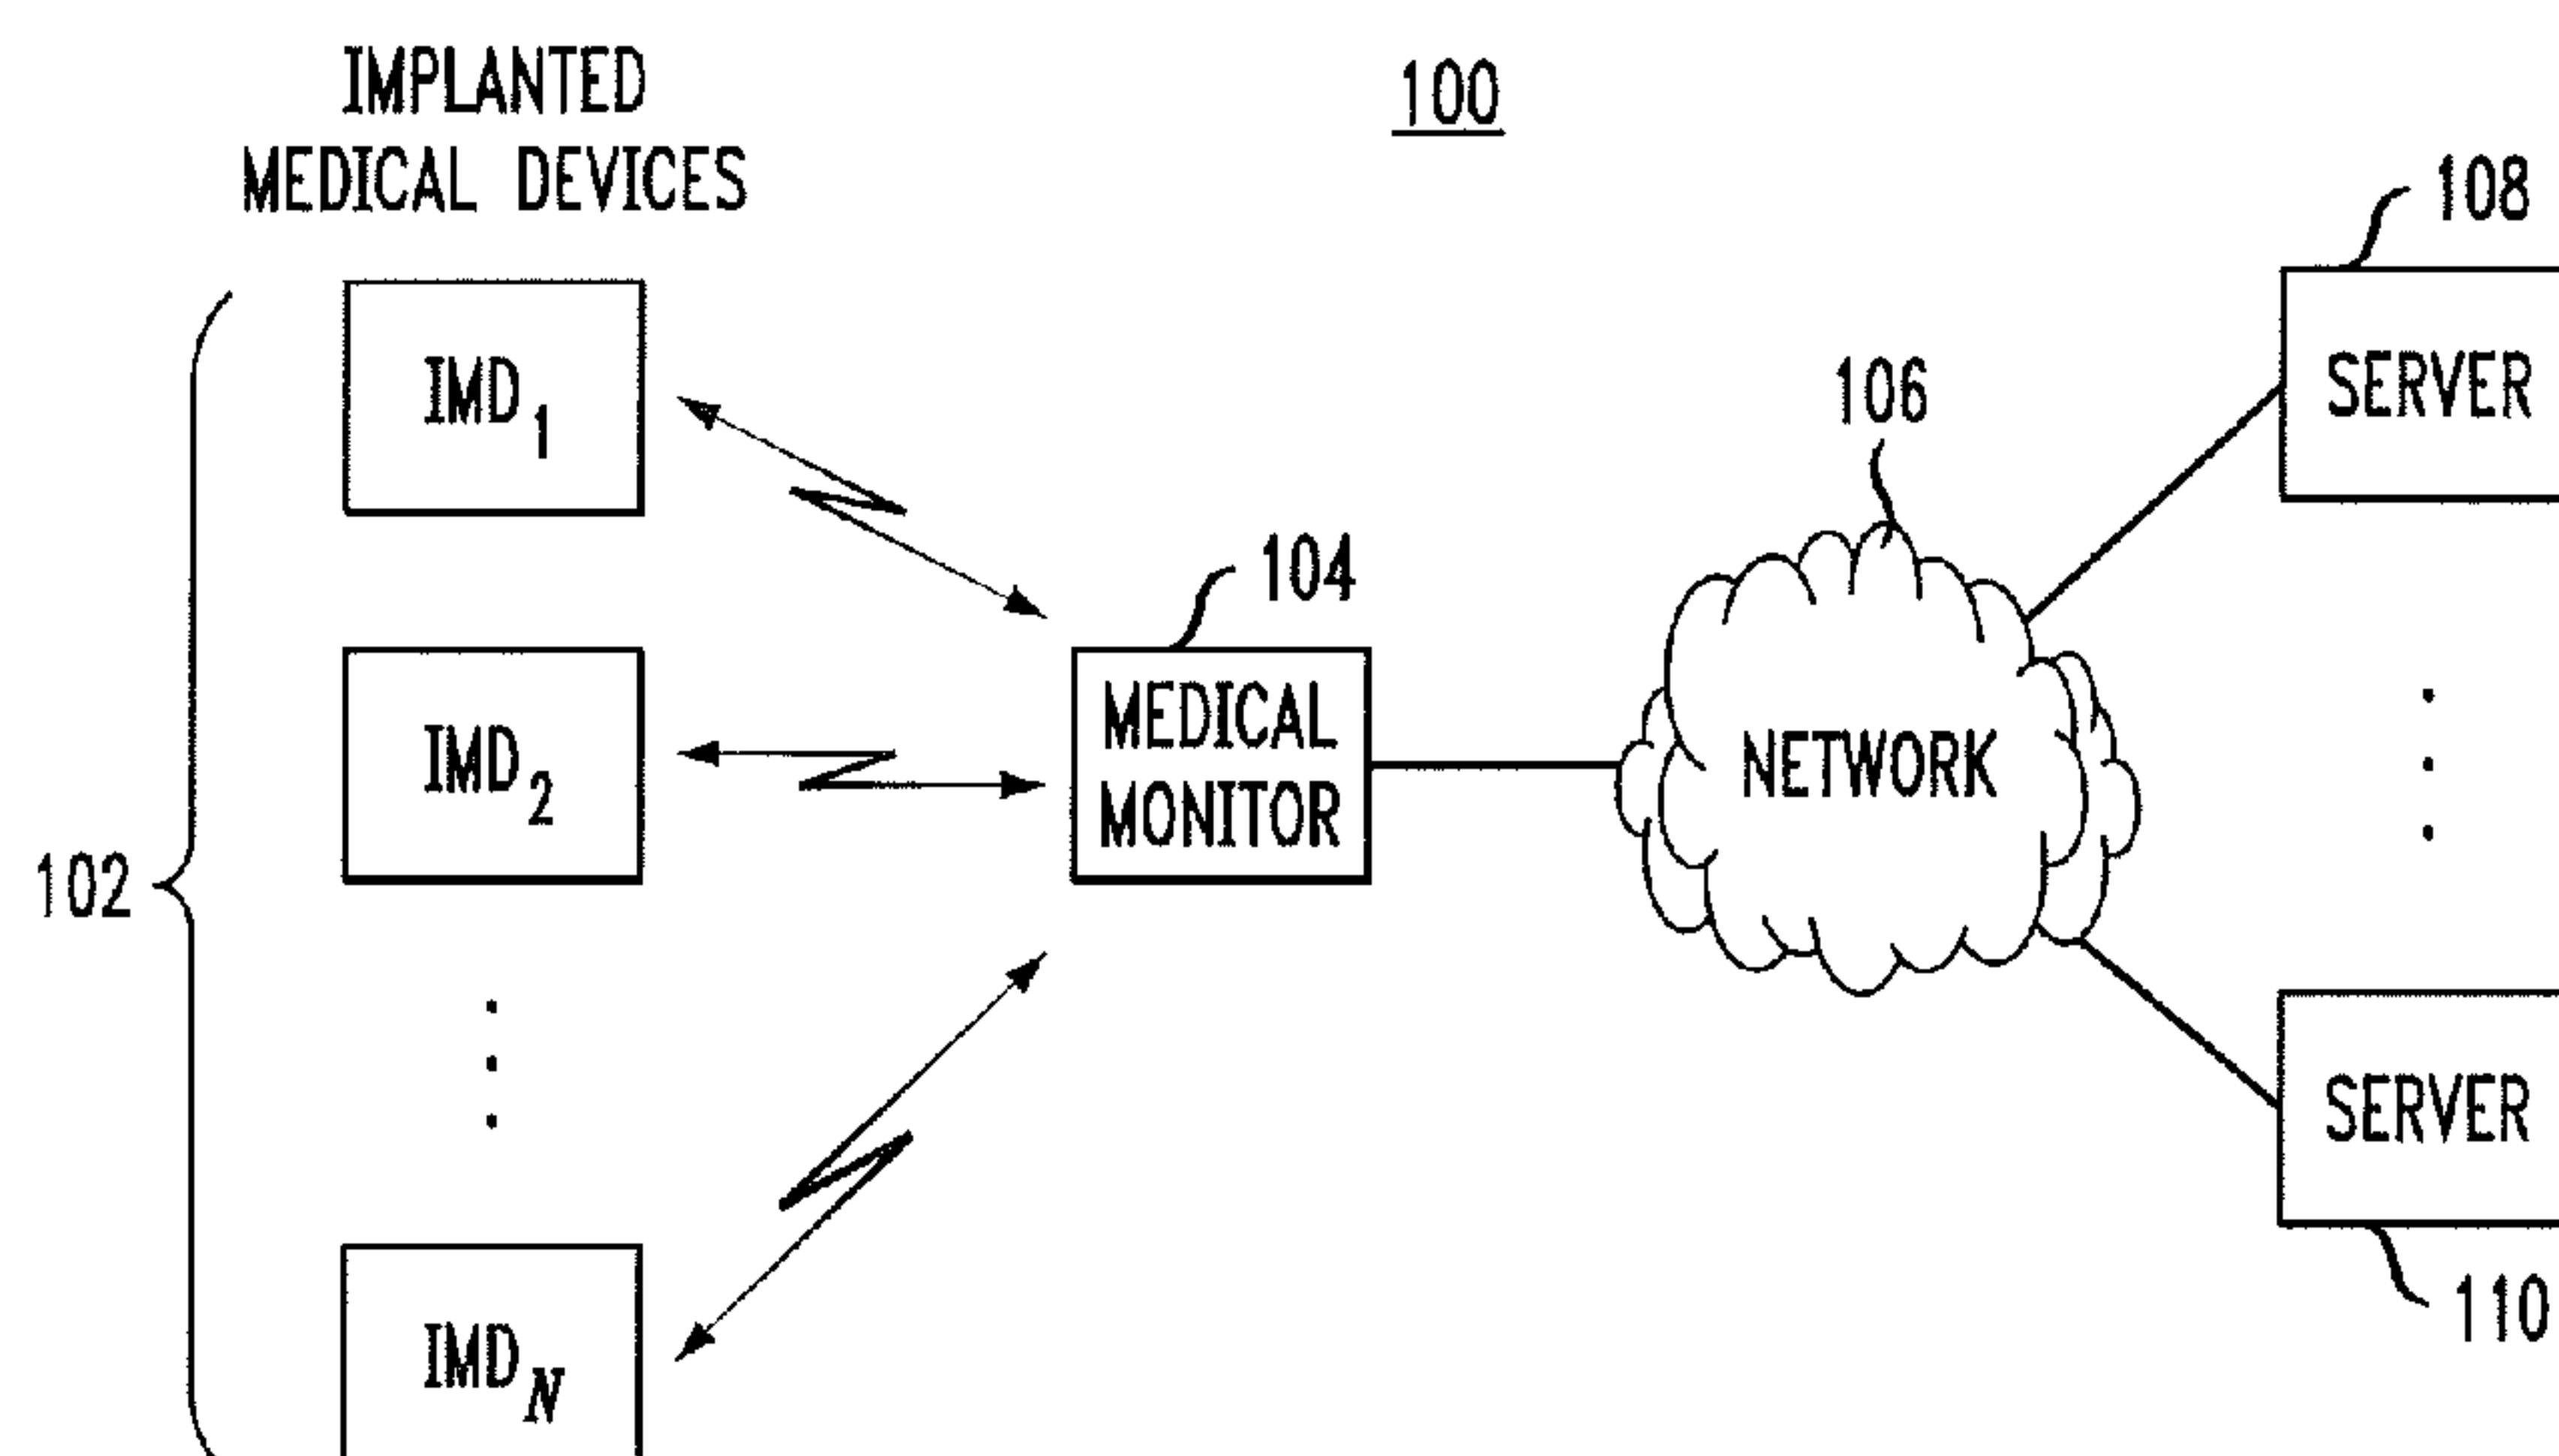 IMPLANTED
MEDICAL DEVICES
100
108
IMD1
SERVER
106
104
MEDICAL
MONITOR
IMD2
NETWORK
102
SERVER
110
IMDN